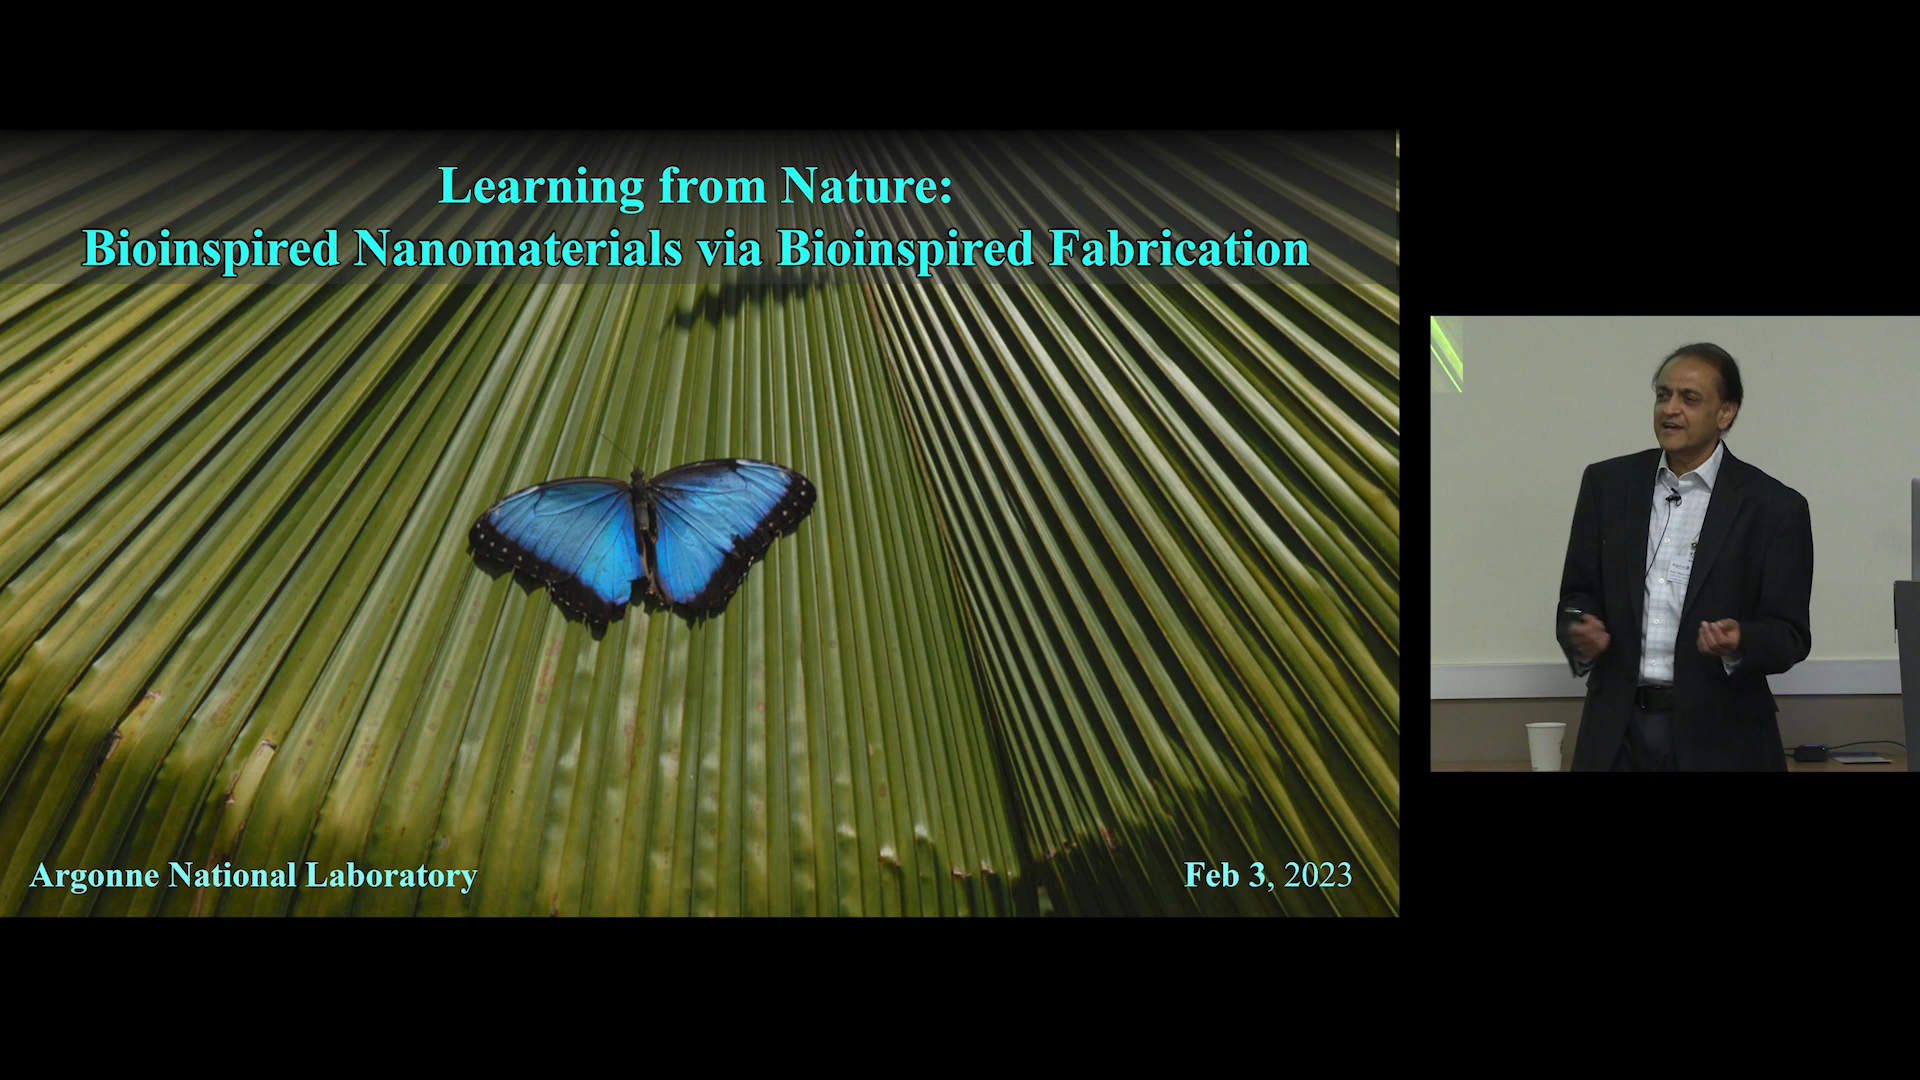 Learning from Nature:
Bioinspired Nanomaterials via Bioinspired Fabrication
Argonne National Laboratory
Feb 3, 2023